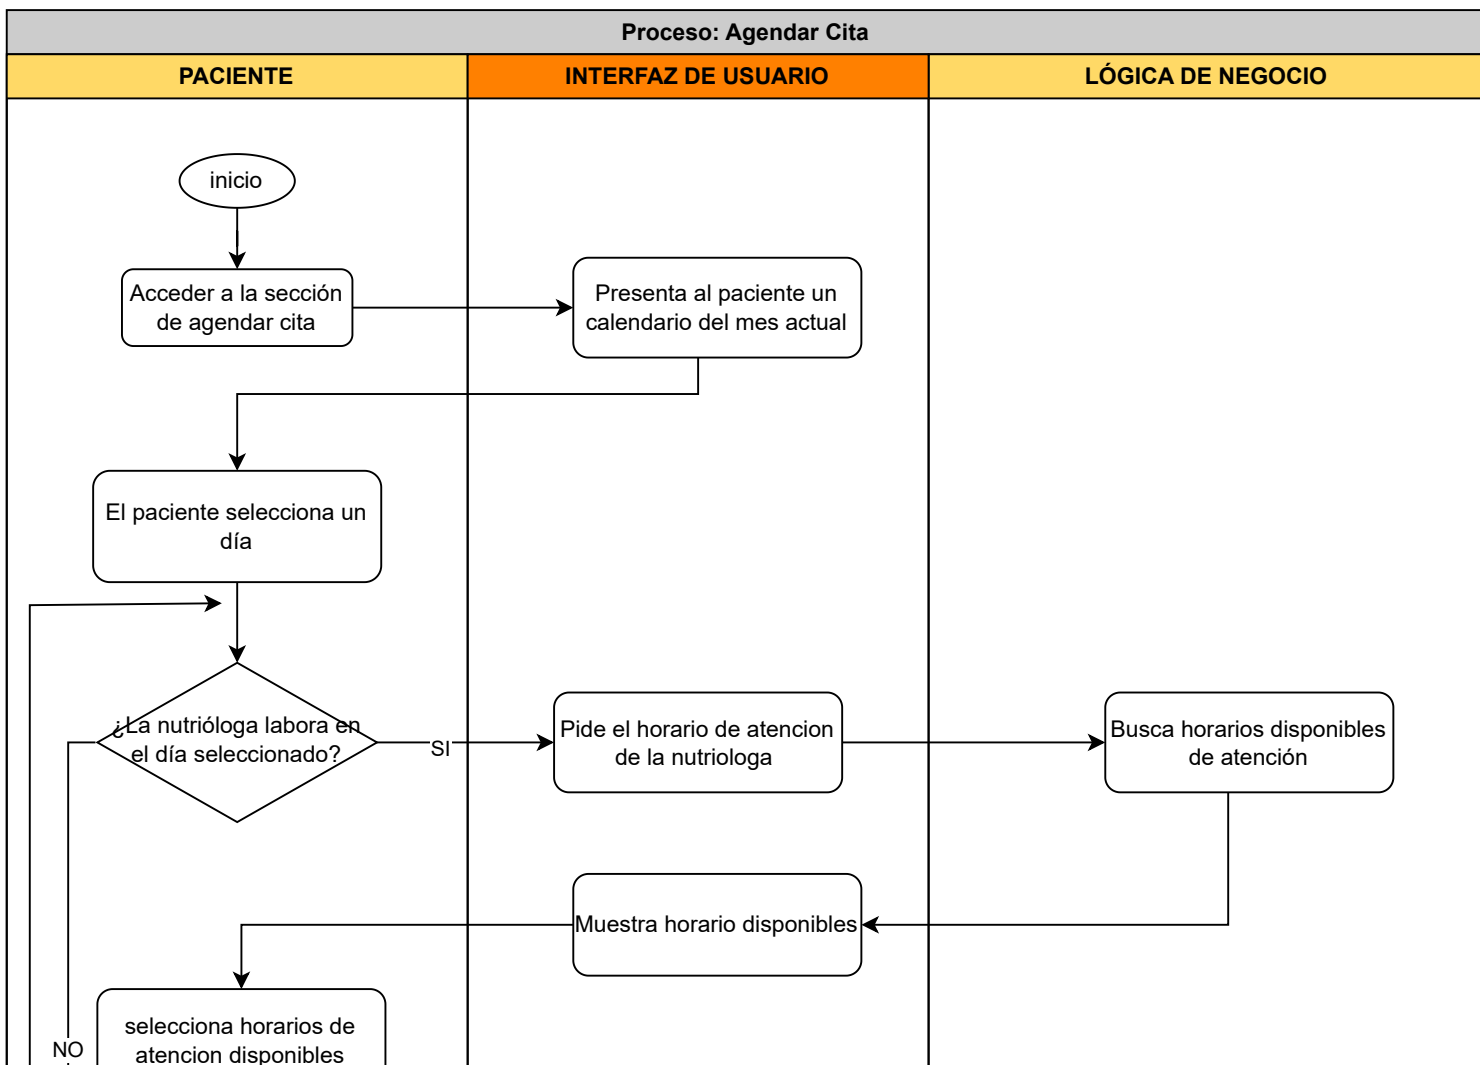 Proceso: Agendar Cita
PACIENTE
INTERFAZ DE USUARIO
LÓGICA DE NEGOCIO
inicio
Acceder a la sección
de agendar cita
Presenta al paciente un
calendario del mes actual
El paciente selecciona un
día
¿La nutrióloga labora en
el día seleccionado?
SI
Pide el horario de atencion
de la nutriologa
Busca horarios disponibles
de atención
Muestra horario disponibles
selecciona horarios de
atencion disponibles
NO